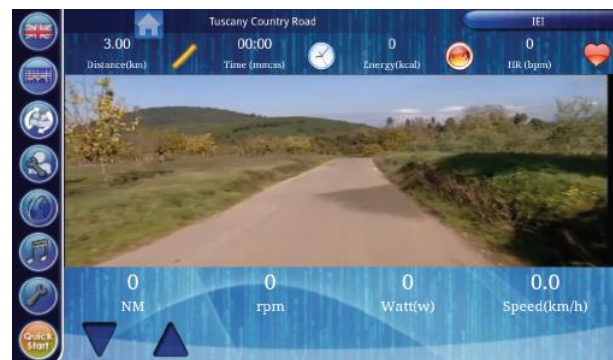 Tuscany Country Road
IEI
3.00
00:00
0
0
Distance(km)
Time (mm:ss)
Energy(kcal)
HR (bpm)
0
0
0
0.0
NM
rpm
Watt(w)
Speed(km/h)
Quick
Start